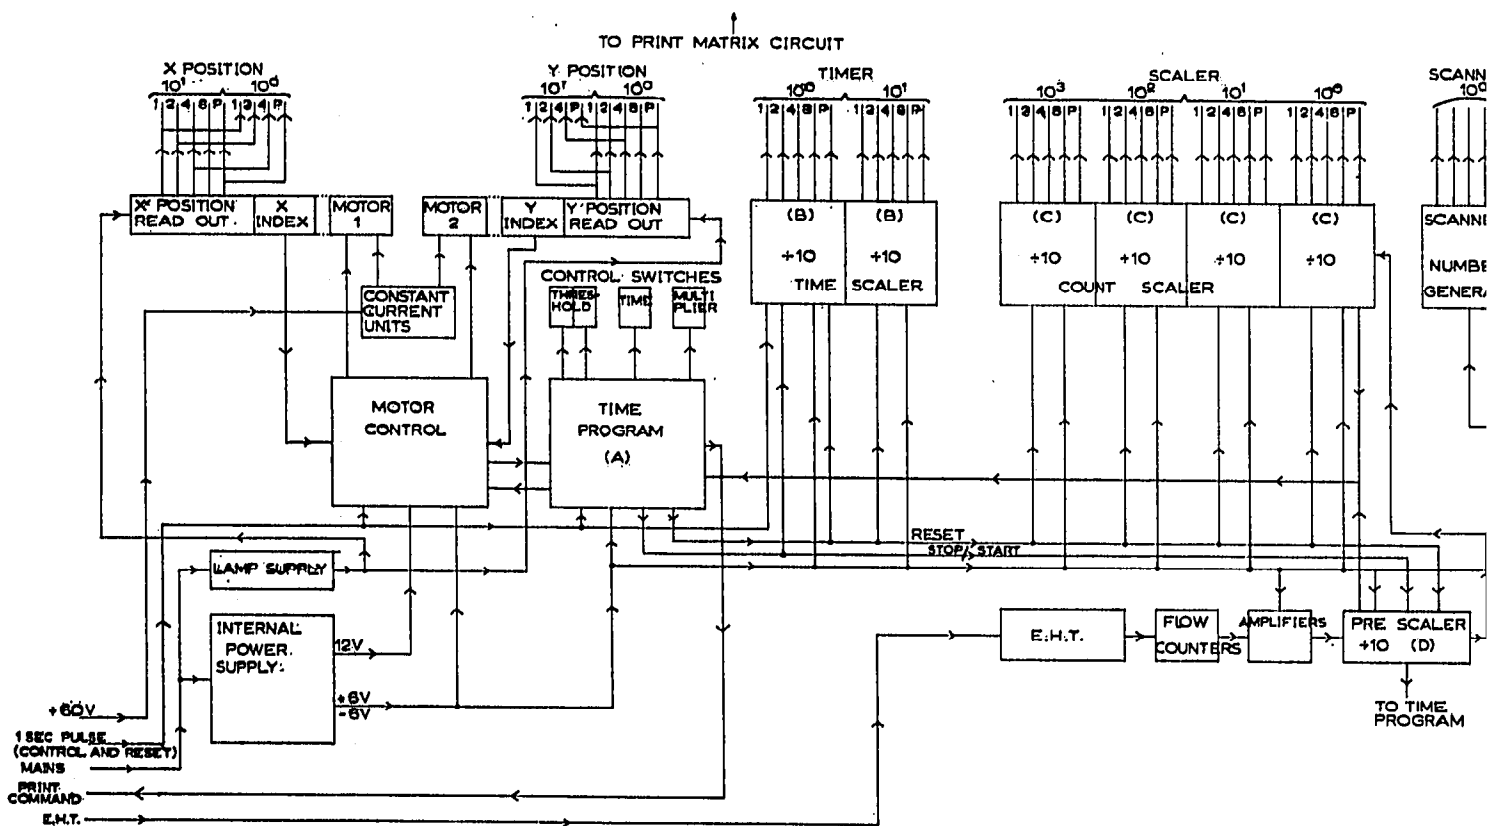 TO PRINT MATRIX CIRCUIT
X POSITION
Y POSITION
TIMER
SCALER
SCANN
10¹
10⁰
10¹
10⁰
10⁰
10¹
10³
10²
10¹
10⁰
10⁰
1 2 4 8 P 1 2 4 P
1 2 4 P 1 2 4 8 P
1 2 4 8 P
1 2 4 8 P
1 2 4 8 P
1 2 4 8 P
1 2 4 8 P
1 2 4 8 P
X POSITION
READ OUT
X
INDEX
MOTOR
1
MOTOR
2
Y
INDEX
Y POSITION
READ OUT
(B)
÷10
TIME
(B)
÷10
SCALER
(C)
÷10
(C)
÷10
(C)
÷10
(C)
÷10
COUNT SCALER
SCANNE
NUMBE
GENERA
CONTROL SWITCHES
THRES-
HOLD
TIME
MULTI
PLIER
CONSTANT
CURRENT
UNITS
MOTOR
CONTROL
TIME
PROGRAM
(A)
RESET
STOP/START
LAMP SUPPLY
INTERNAL
POWER
SUPPLY
12V
+6V
-6V
E.H.T.
FLOW
COUNTERS
AMPLIFIERS
PRE SCALER
÷10 (D)
TO TIME
PROGRAM
+60V
1 SEC PULSE
(CONTROL AND RESET)
MAINS
PRINT
COMMAND
E.H.T.